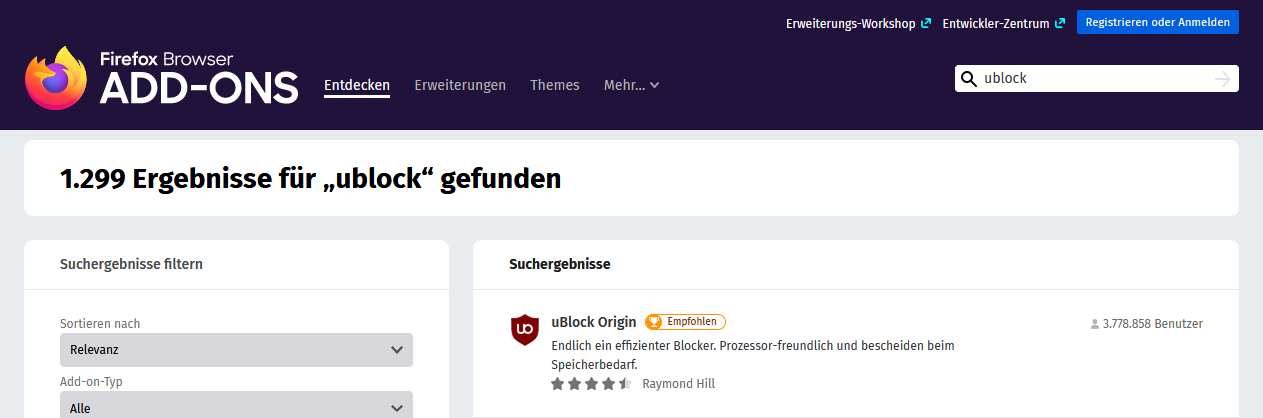 Erweiterungs-Workshop Entwickler-Zentrum Registrieren oder Anmelden
Firefox Browser
ADD-ONS
Entdecken Erweiterungen Themes Mehr...
ublock
1.299 Ergebnisse für „ublock“ gefunden
Suchergebnisse filtern
Sortieren nach
Relevanz
Add-on-Typ
Alle
Suchergebnisse
uBlock Origin Empfohlen
3.778.858 Benutzer
Endlich ein effizienter Blocker. Prozessor-freundlich und bescheiden beim
Speicherbedarf.
Raymond Hill